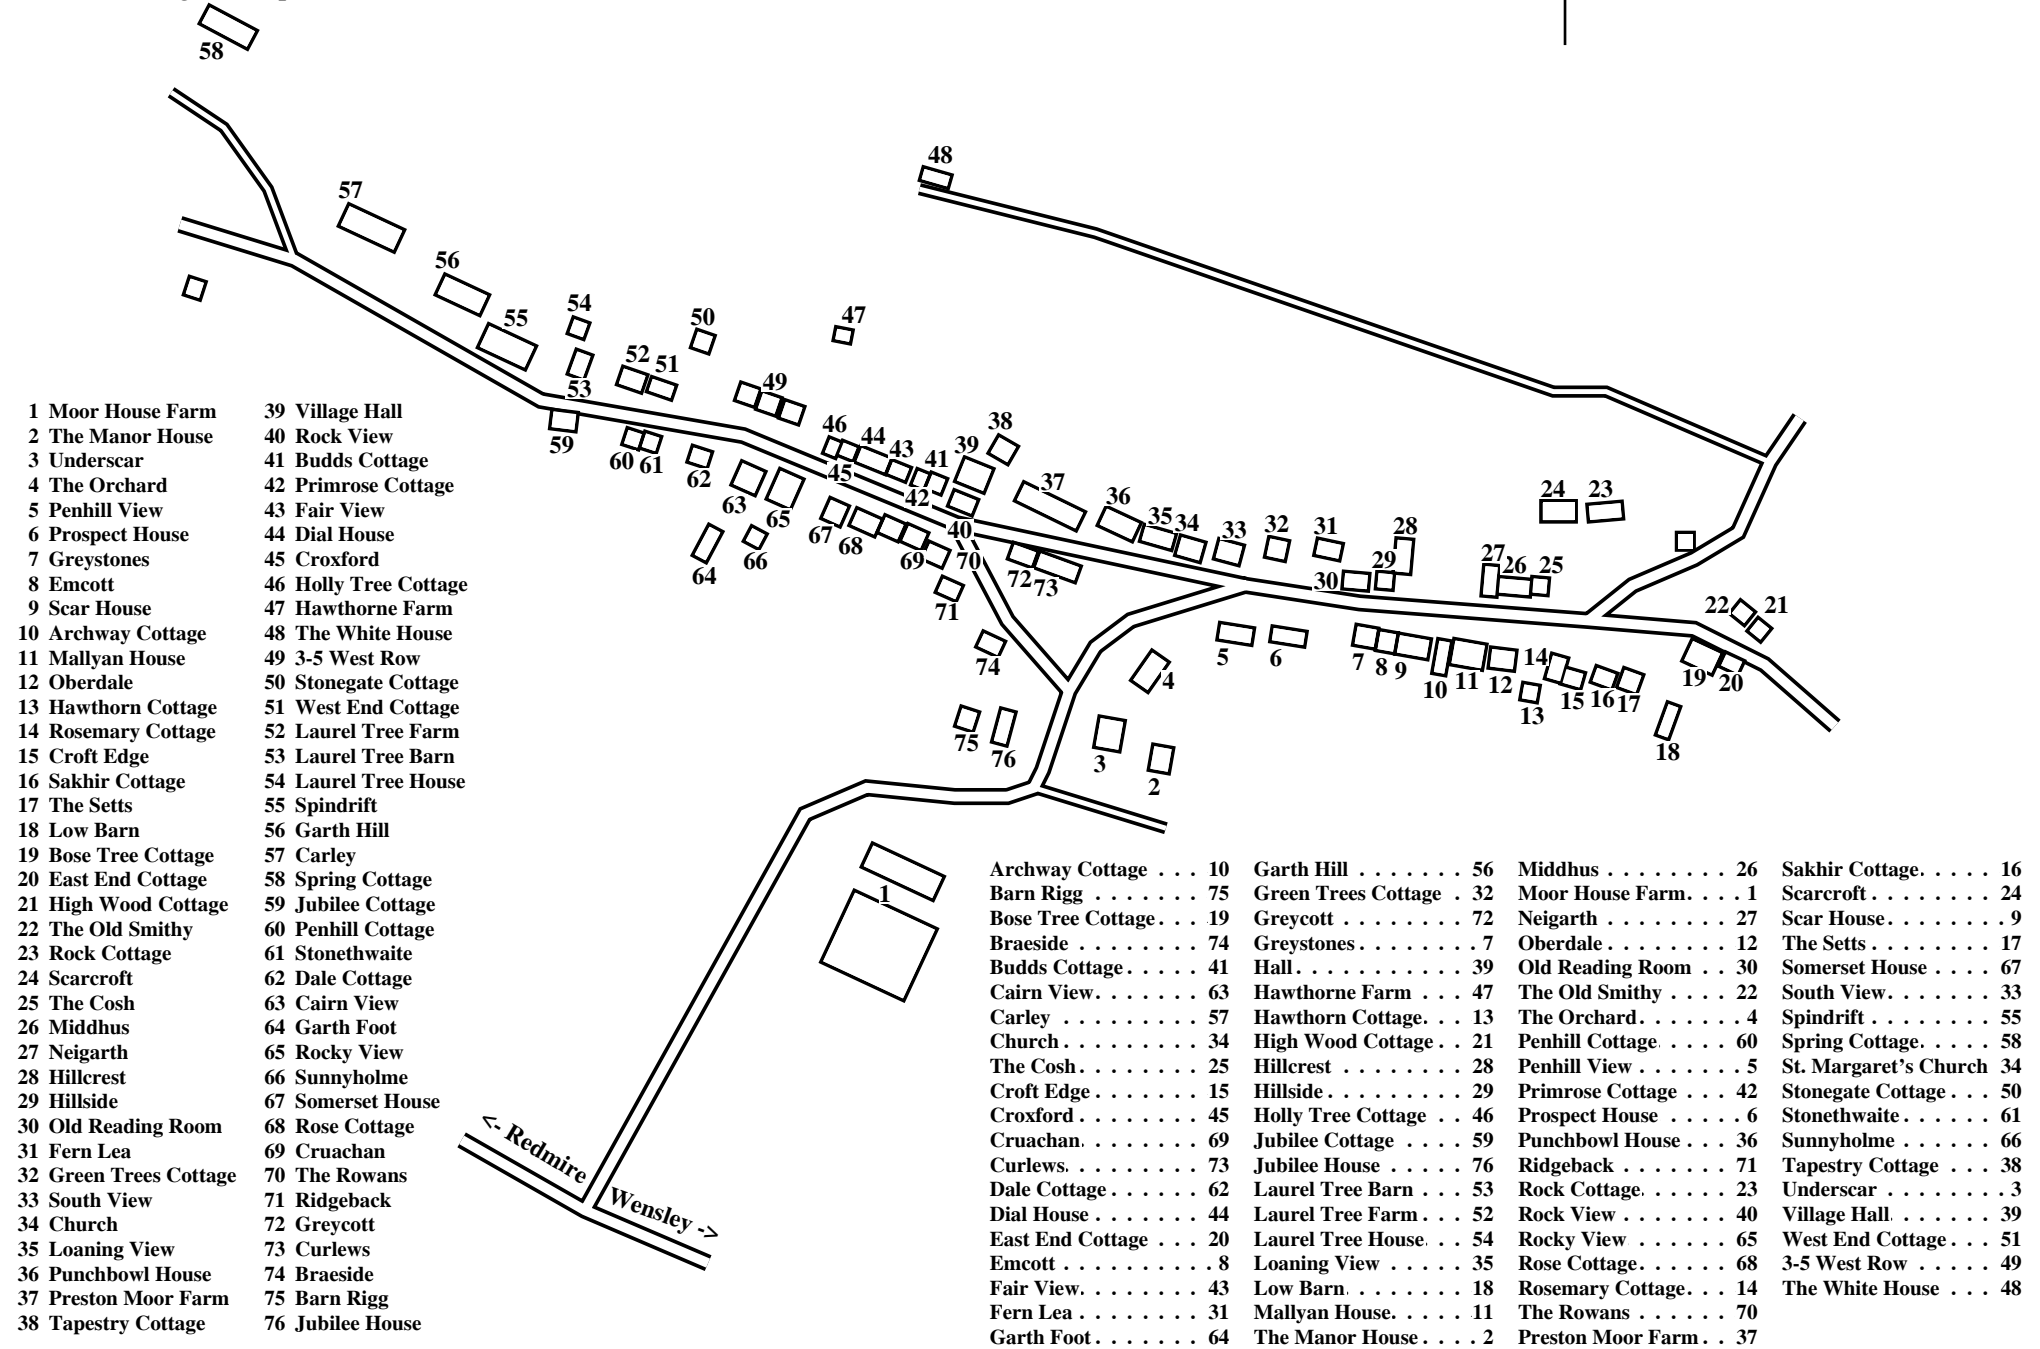 58
57
48
56
55
54
50
47
52
51
53
49
59
60
61
62
63
64
65
66
46
44
45
43
42
41
39
38
40
67
68
69
70
71
72
73
74
75
76
37
36
35
34
33
32
31
30
29
28
27
26
25
24
23
22
21
5
6
7
8
9
10
11
12
13
14
15
16
17
18
19
20
4
3
2
1
<- Redmire
Wensley ->
1 Moor House Farm
2 The Manor House
3 Underscar
4 The Orchard
5 Penhill View
6 Prospect House
7 Greystones
8 Emcott
9 Scar House
10 Archway Cottage
11 Mallyan House
12 Oberdale
13 Hawthorn Cottage
14 Rosemary Cottage
15 Croft Edge
16 Sakhir Cottage
17 The Setts
18 Low Barn
19 Bose Tree Cottage
20 East End Cottage
21 High Wood Cottage
22 The Old Smithy
23 Rock Cottage
24 Scarcroft
25 The Cosh
26 Middhus
27 Neigarth
28 Hillcrest
29 Hillside
30 Old Reading Room
31 Fern Lea
32 Green Trees Cottage
33 South View
34 Church
35 Loaning View
36 Punchbowl House
37 Preston Moor Farm
38 Tapestry Cottage
39 Village Hall
40 Rock View
41 Budds Cottage
42 Primrose Cottage
43 Fair View
44 Dial House
45 Croxford
46 Holly Tree Cottage
47 Hawthorne Farm
48 The White House
49 3-5 West Row
50 Stonegate Cottage
51 West End Cottage
52 Laurel Tree Farm
53 Laurel Tree Barn
54 Laurel Tree House
55 Spindrift
56 Garth Hill
57 Carley
58 Spring Cottage
59 Jubilee Cottage
60 Penhill Cottage
61 Stonethwaite
62 Dale Cottage
63 Cairn View
64 Garth Foot
65 Rocky View
66 Sunnyholme
67 Somerset House
68 Rose Cottage
69 Cruachan
70 The Rowans
71 Ridgeback
72 Greycott
73 Curlews
74 Braeside
75 Barn Rigg
76 Jubilee House
Archway Cottage . . . 10
Barn Rigg . . . . . . . 75
Bose Tree Cottage . . . 19
Braeside . . . . . . . . 74
Budds Cottage . . . . . 41
Cairn View. . . . . . . 63
Carley . . . . . . . . . 57
Church . . . . . . . . . 34
The Cosh . . . . . . . . 25
Croft Edge . . . . . . . 15
Croxford . . . . . . . . 45
Cruachan. . . . . . . . 69
Curlews. . . . . . . . . 73
Dale Cottage . . . . . . 62
Dial House . . . . . . . 44
East End Cottage . . . 20
Emcott . . . . . . . . . . 8
Fair View. . . . . . . . 43
Fern Lea . . . . . . . . 31
Garth Foot . . . . . . . 64
Garth Hill . . . . . . . 56
Green Trees Cottage . 32
Greycott . . . . . . . . 72
Greystones . . . . . . . . 7
Hall . . . . . . . . . . . 39
Hawthorne Farm . . . 47
Hawthorn Cottage. . . 13
High Wood Cottage . . 21
Hillcrest . . . . . . . . 28
Hillside . . . . . . . . . 29
Holly Tree Cottage . . 46
Jubilee Cottage . . . . 59
Jubilee House . . . . . 76
Laurel Tree Barn . . . 53
Laurel Tree Farm . . . 52
Laurel Tree House. . . 54
Loaning View . . . . . 35
Low Barn. . . . . . . . 18
Mallyan House. . . . . 11
The Manor House . . . . 2
Middhus . . . . . . . . 26
Moor House Farm. . . . 1
Neigarth . . . . . . . . 27
Oberdale . . . . . . . . 12
Old Reading Room . . 30
The Old Smithy . . . . 22
The Orchard . . . . . . . 4
Penhill Cottage. . . . . 60
Penhill View . . . . . . . 5
Primrose Cottage . . . 42
Prospect House . . . . . 6
Punchbowl House . . . 36
Ridgeback . . . . . . . 71
Rock Cottage. . . . . . 23
Rock View . . . . . . . 40
Rocky View . . . . . . 65
Rose Cottage . . . . . . 68
Rosemary Cottage . . . 14
The Rowans . . . . . . 70
Preston Moor Farm . . 37
Sakhir Cottage. . . . . 16
Scarcroft . . . . . . . . 24
Scar House . . . . . . . . 9
The Setts . . . . . . . . 17
Somerset House . . . . 67
South View. . . . . . . 33
Spindrift . . . . . . . . 55
Spring Cottage. . . . . 58
St. Margaret's Church 34
Stonegate Cottage . . . 50
Stonethwaite . . . . . . 61
Sunnyholme . . . . . . 66
Tapestry Cottage . . . 38
Underscar . . . . . . . . 3
Village Hall. . . . . . . 39
West End Cottage . . . 51
3-5 West Row . . . . . 49
The White House . . . 48